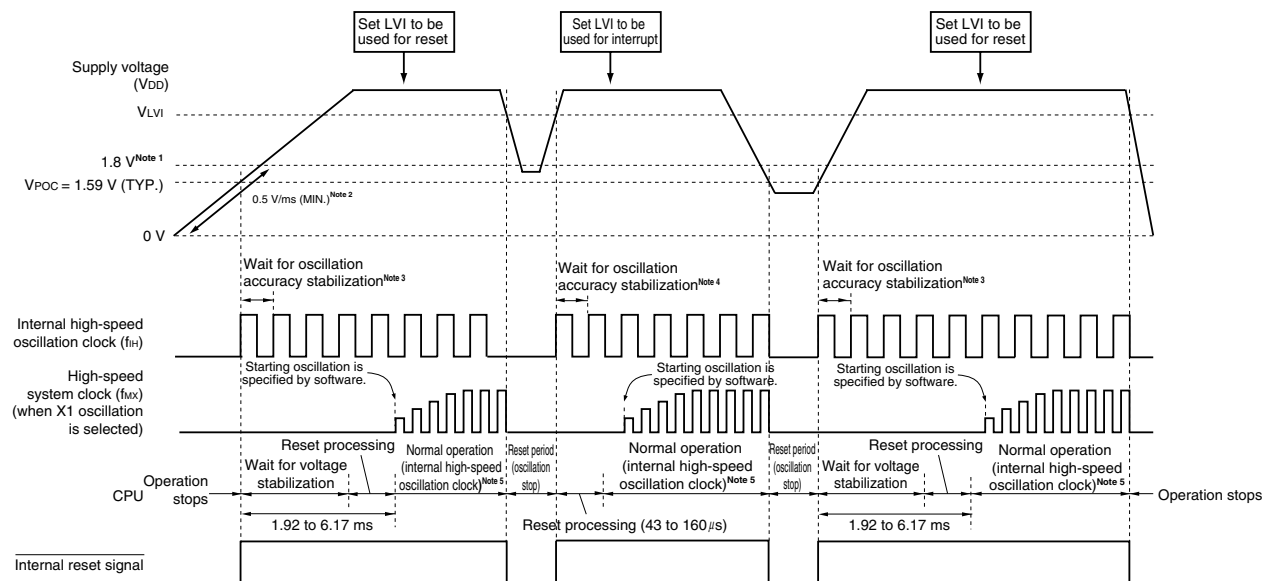 Set LVI to be
used for reset
Set LVI to be
used for interrupt
Set LVI to be
used for reset
Supply voltage
(VDD)
VLVI
1.8 V Note 1
VPOC = 1.59 V (TYP.)
0.5 V/ms (MIN.) Note 2
0 V
Wait for oscillation
accuracy stabilization Note 3
Wait for oscillation
accuracy stabilization Note 4
Wait for oscillation
accuracy stabilization Note 3
Internal high-speed
oscillation clock (fIH)
High-speed
system clock (fMX)
(when X1 oscillation
is selected)
Starting oscillation is
specified by software.
Starting oscillation is
specified by software.
Starting oscillation is
specified by software.
CPU
Operation
stops
Wait for voltage
stabilization
Reset processing
Normal operation
(internal high-speed
oscillation clock) Note 5
Reset period
(oscillation
stop)
Normal operation
(internal high-speed
oscillation clock) Note 5
Reset period
(oscillation
stop)
Wait for voltage
stabilization
Reset processing
Normal operation
(internal high-speed
oscillation clock) Note 5
Operation stops
1.92 to 6.17 ms
Reset processing (43 to 160 μs)
1.92 to 6.17 ms
Internal reset signal